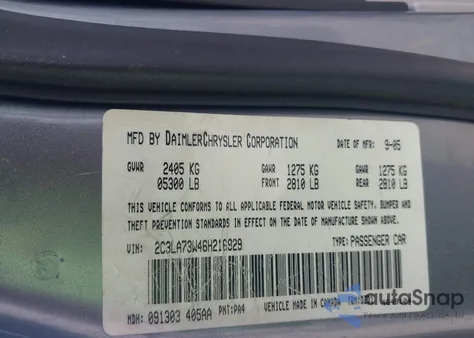 MFD BY DAIMLERCHRYSLER CORPORATION DATE OF MFR: 9-05
GVWR 2405 KG GAWR 1275 KG GAWR 1275 KG
05300 LB FRONT 2810 LB REAR 2810 LB
THIS VEHICLE CONFORMS TO ALL APPLICABLE FEDERAL MOTOR VEHICLE SAFETY, BUMPER AND
THEFT PREVENTION STANDARDS IN EFFECT ON THE DATE OF MANUFACTURE SHOWN ABOVE.
VIN: 2C3LA73W46H216929 TYPE: PASSENGER CAR
MDH: 091303 405AA PNT: PA4 VEHICLE MADE IN CANADA
autoSnap